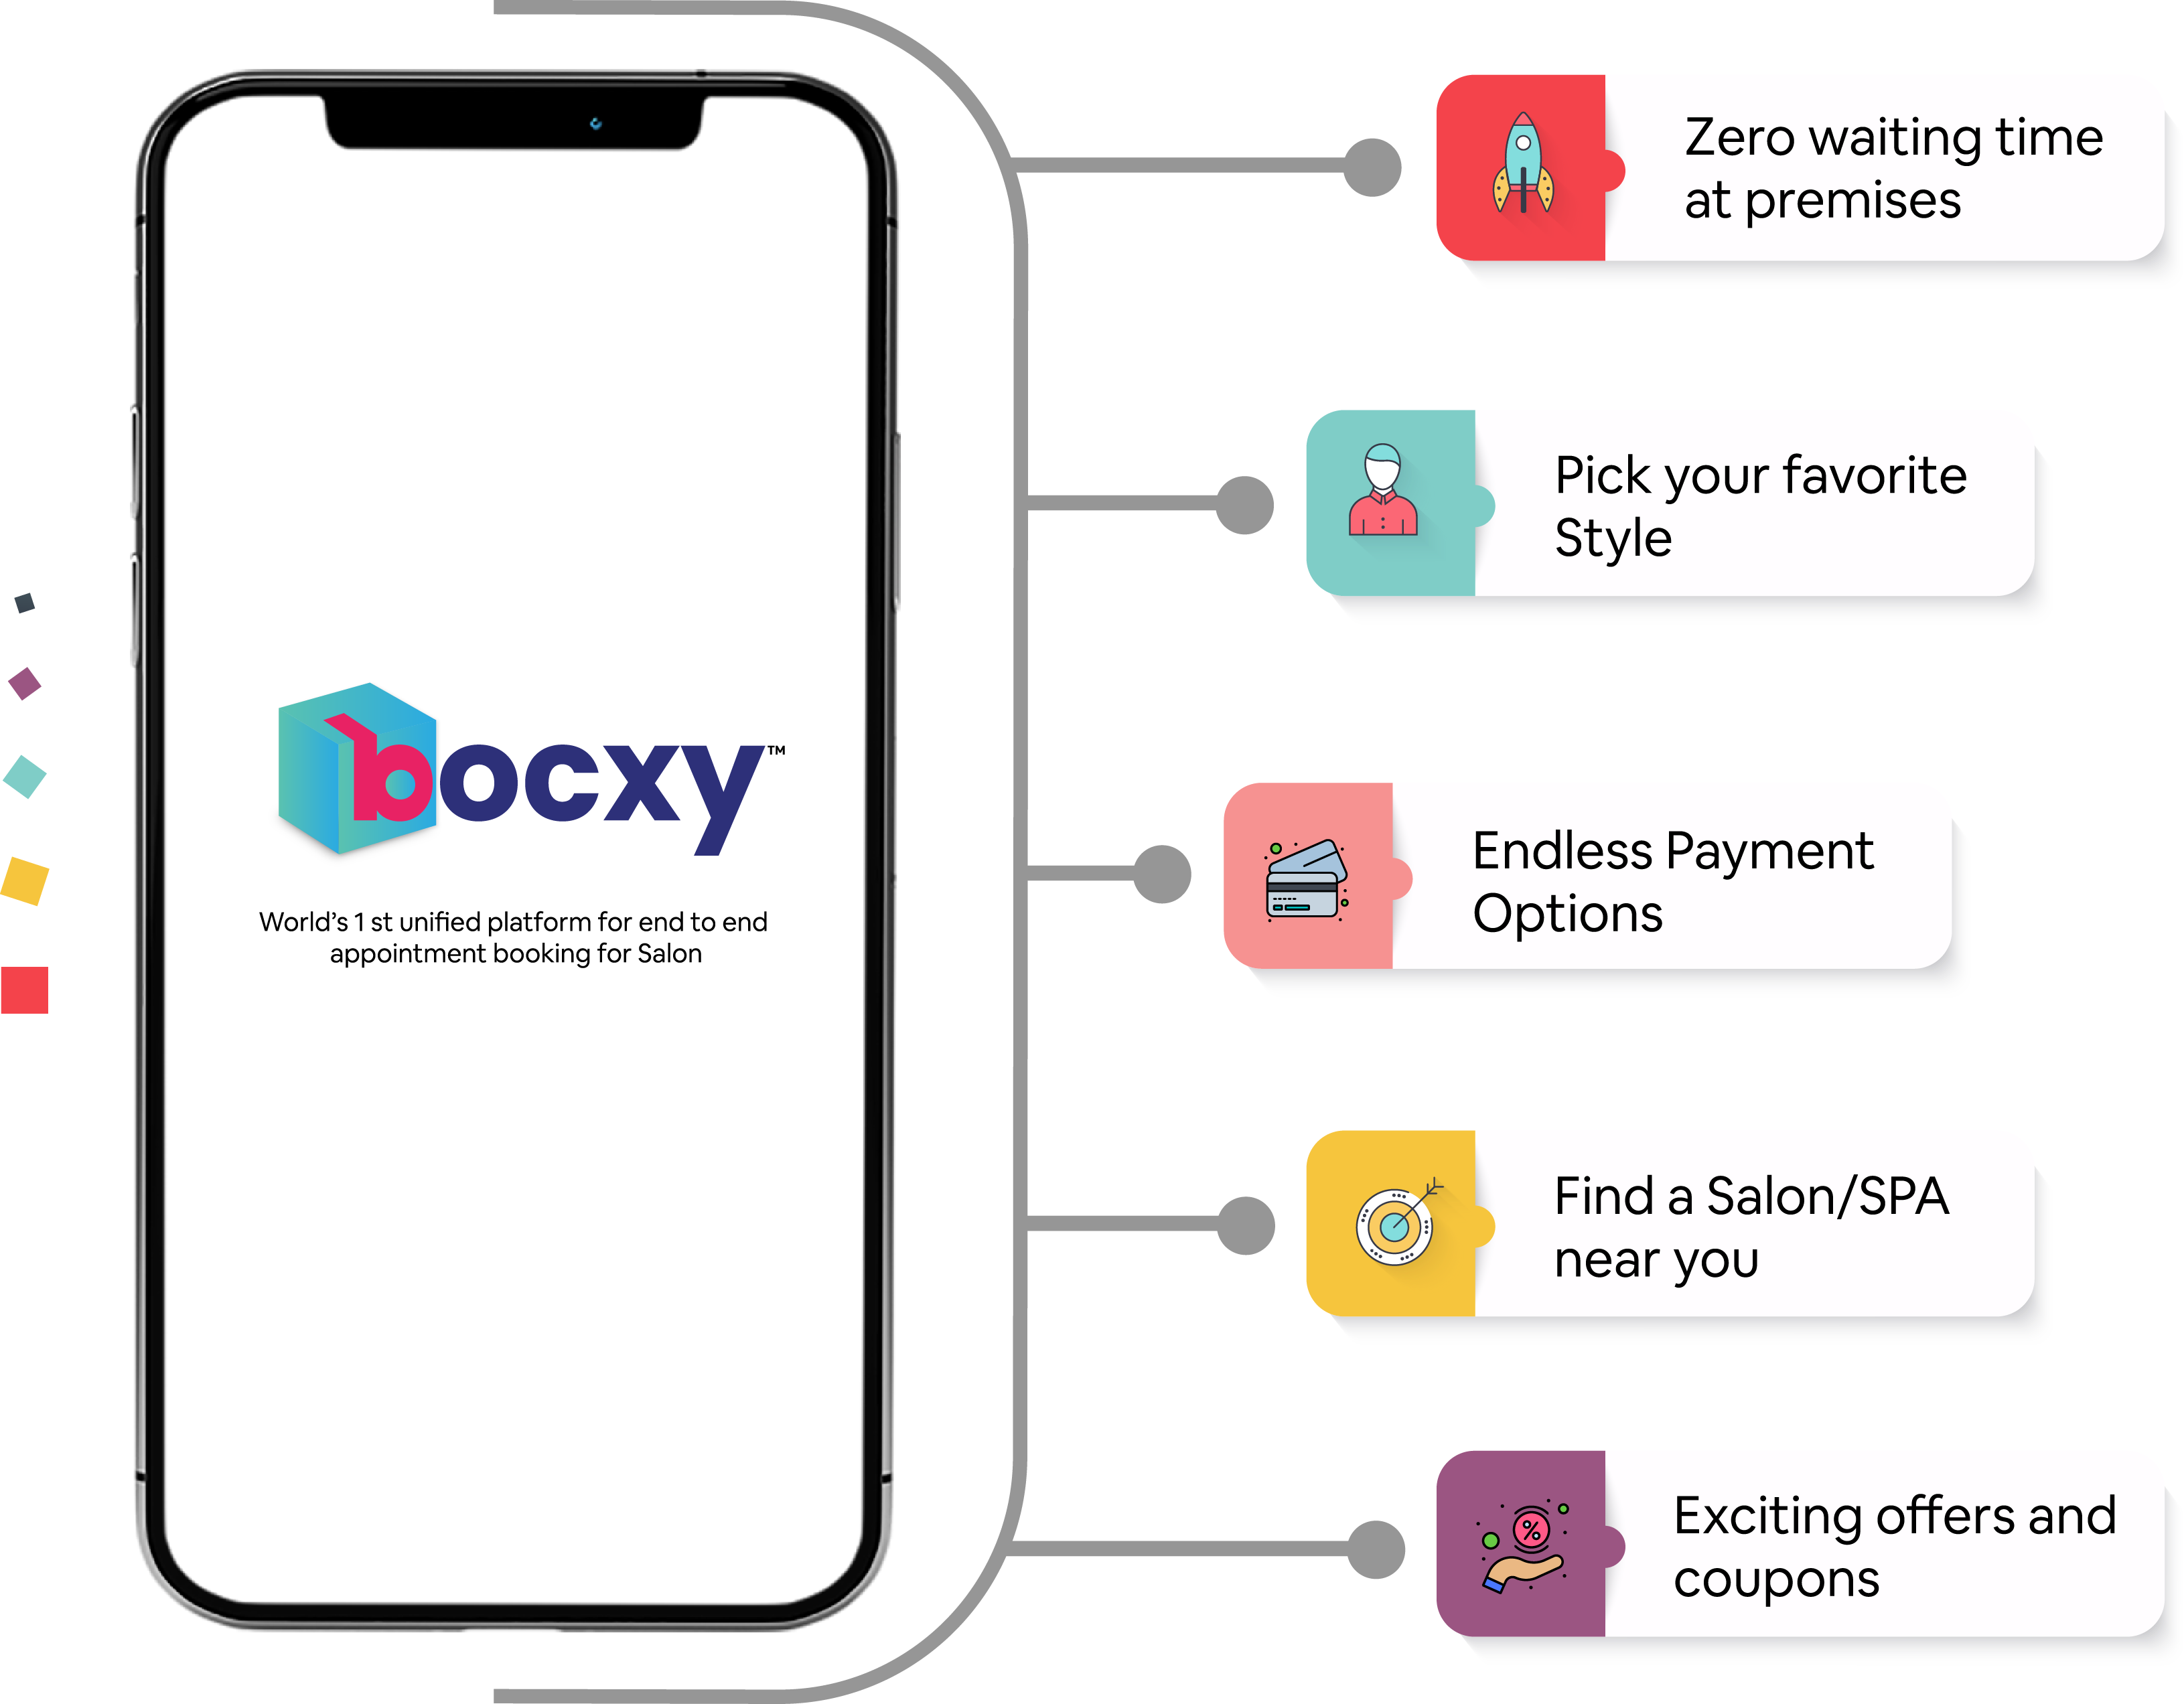 bocxy™
World's 1 st unified platform for end to end
appointment booking for Salon
Zero waiting time
at premises
Pick your favorite
Style
Endless Payment
Options
Find a Salon/SPA
near you
Exciting offers and
coupons